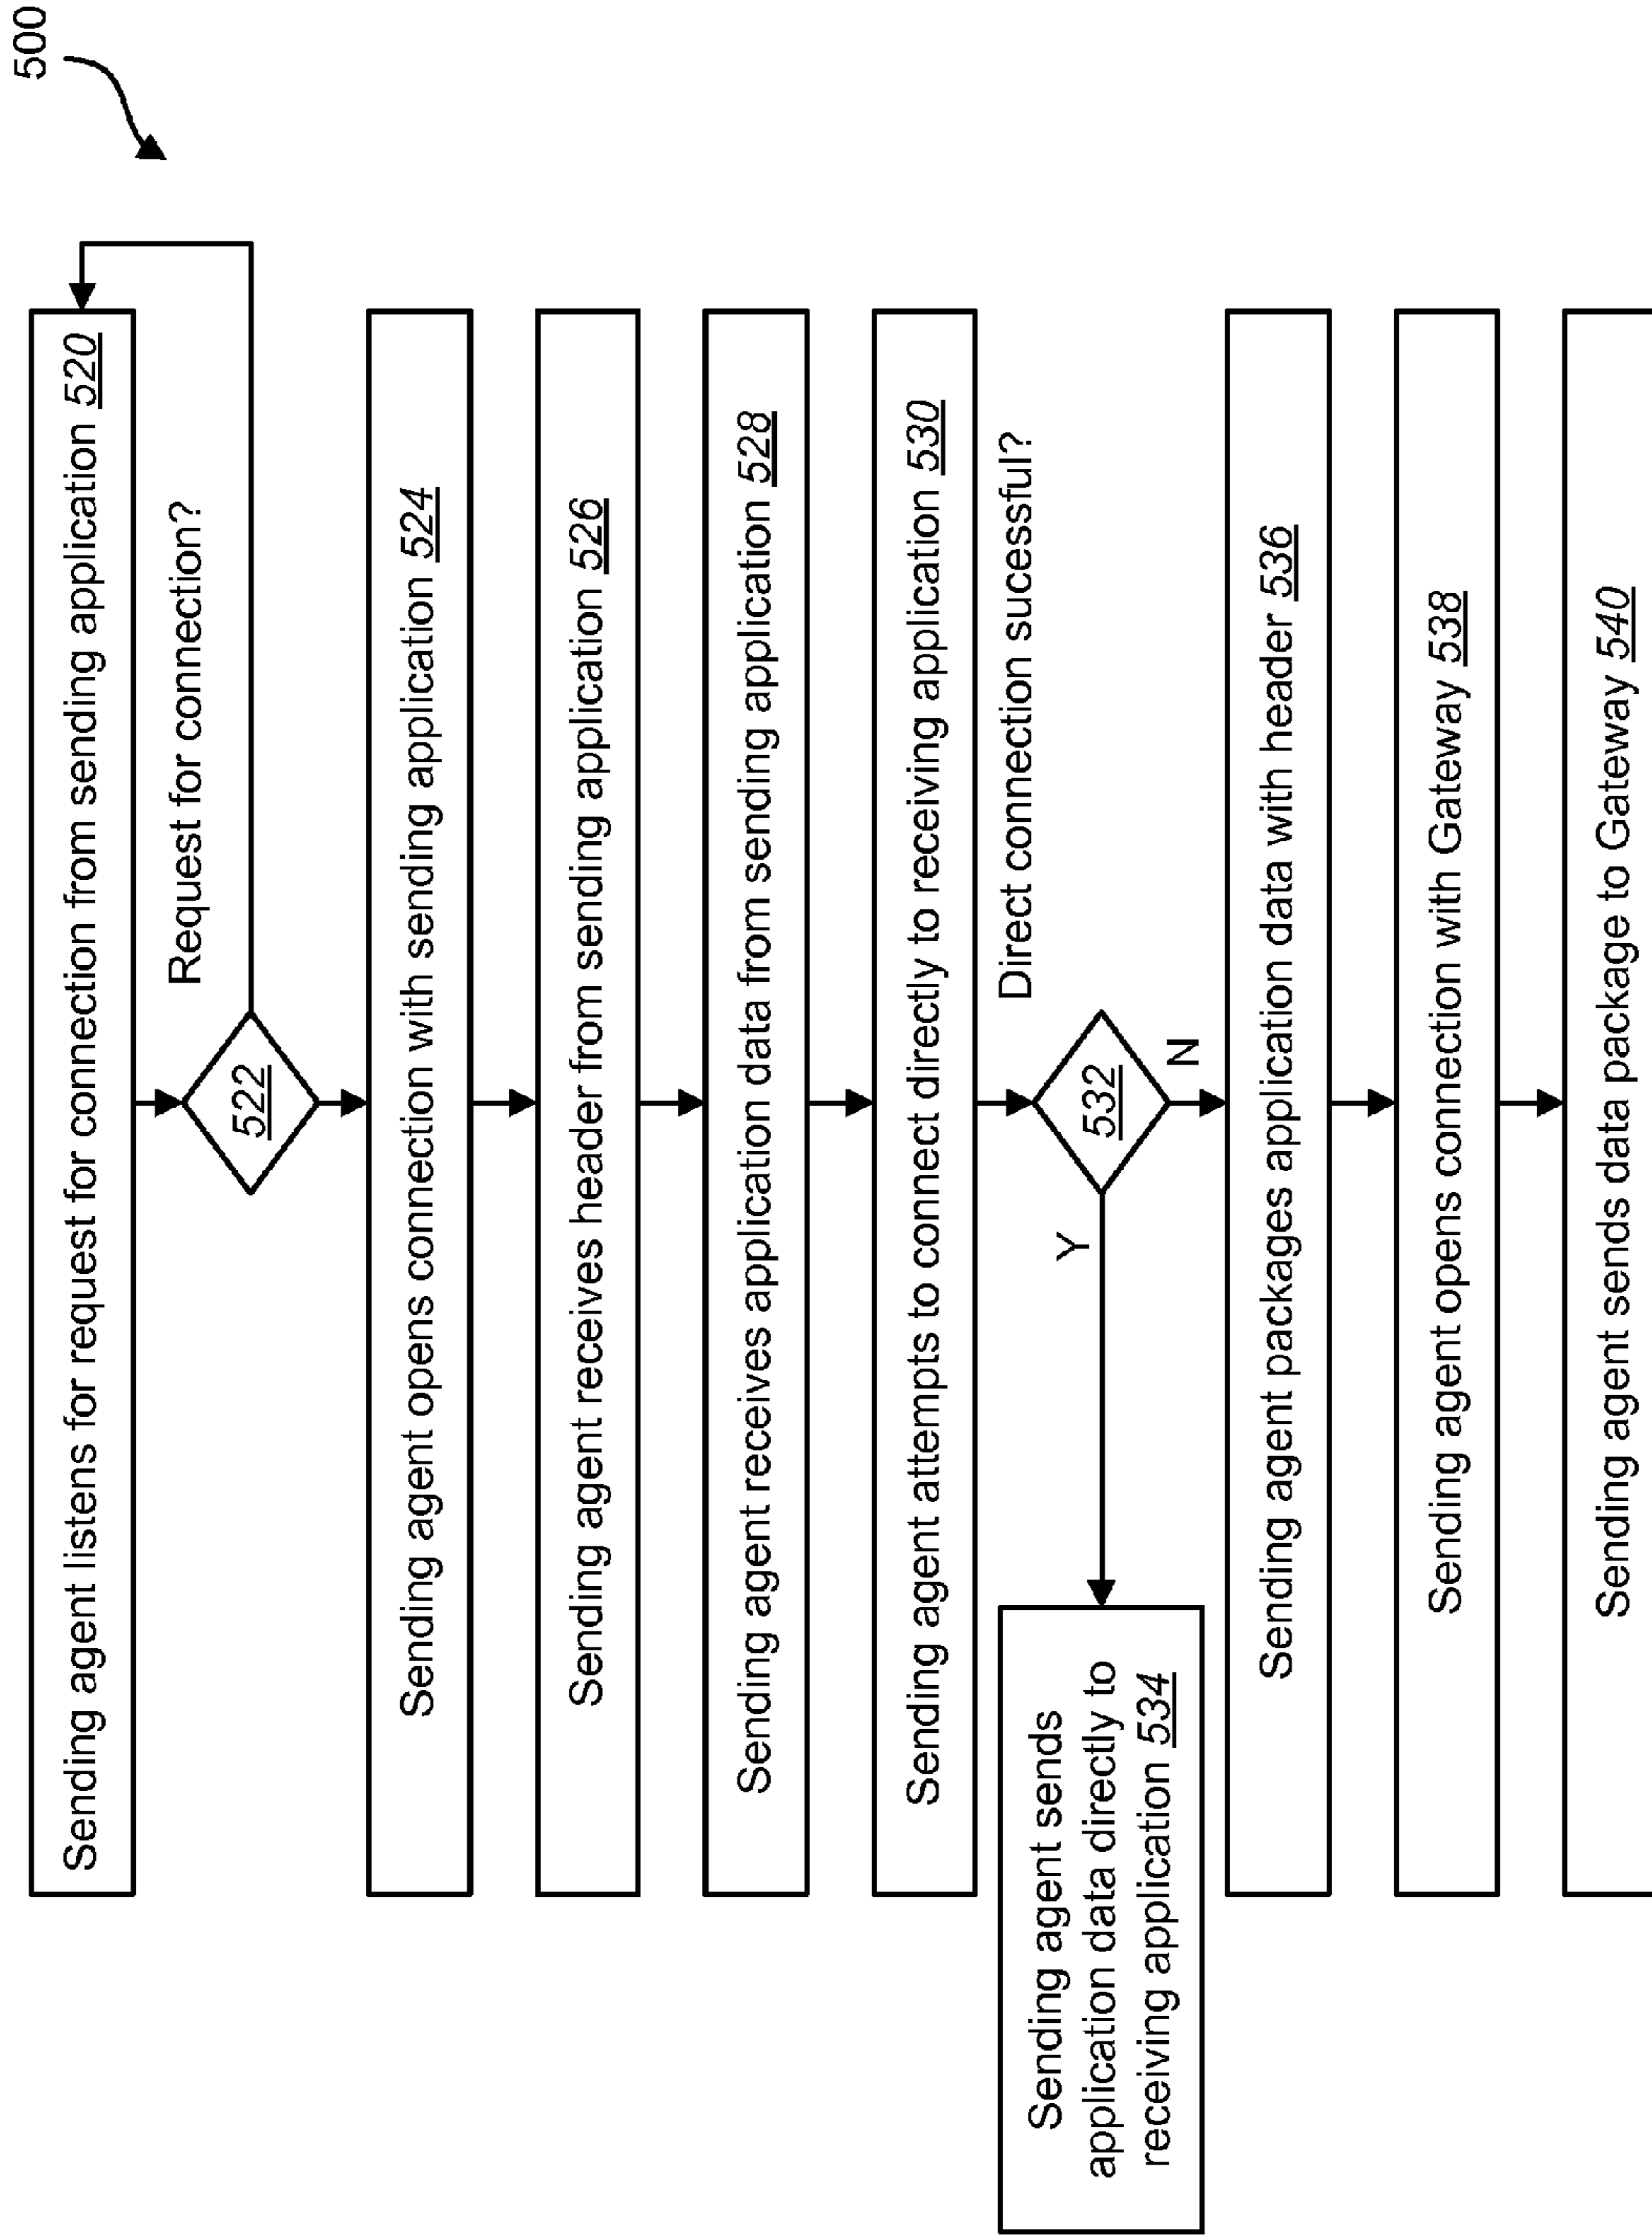 500
Sending agent listens for request for connection from sending application 520
Request for connection?
522
Sending agent opens connection with sending application 524
Sending agent receives header from sending application 526
Sending agent receives application data from sending application 528
Sending agent attempts to connect directly to receiving application 530
Direct connection sucessful?
532
Y
N
Sending agent sends
application data directly to
receiving application 534
Sending agent packages application data with header 536
Sending agent opens connection with Gateway 538
Sending agent sends data package to Gateway 540